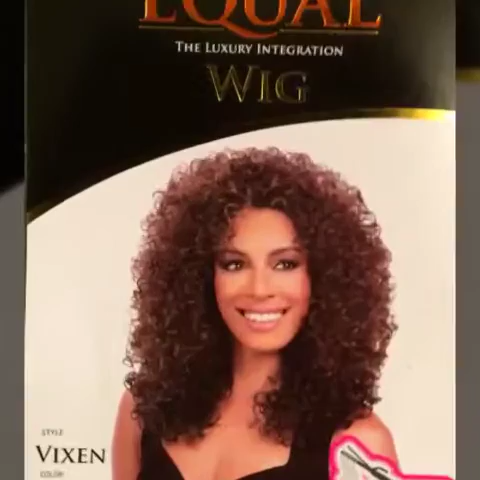 EQUAL
THE LUXURY INTEGRATION
WIG
STYLE
VIXEN
COLOR